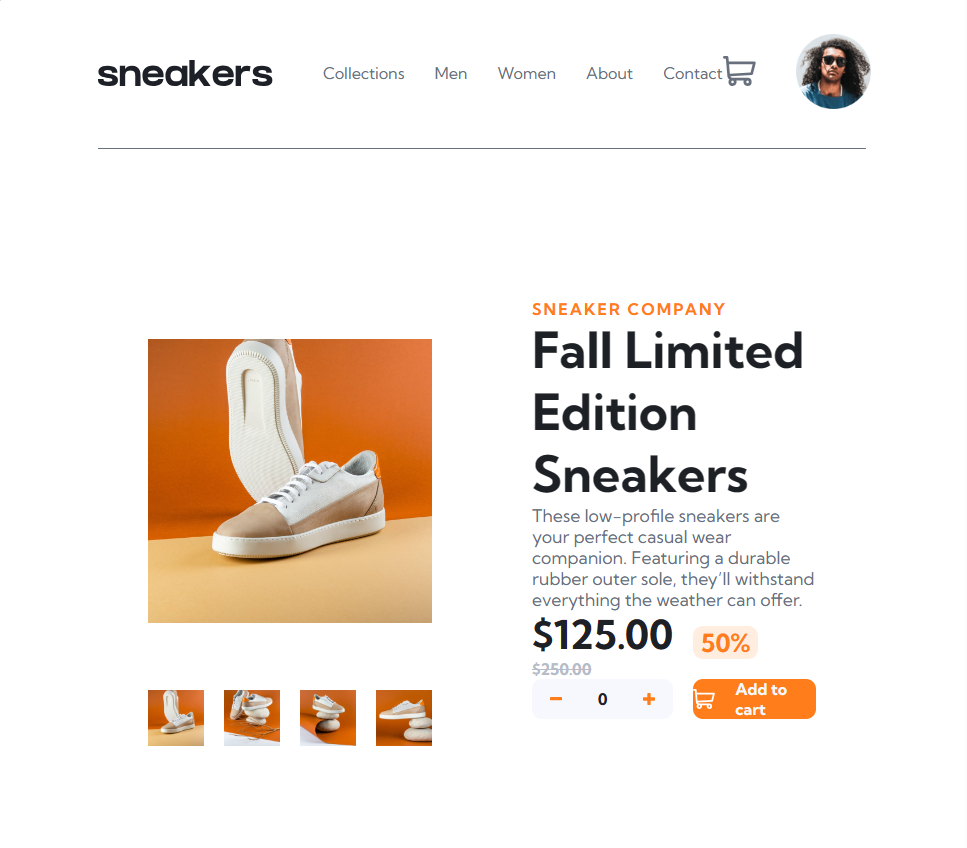 sneakers
Collections Men Women About Contact
SNEAKER COMPANY
Fall Limited
Edition
Sneakers
These low-profile sneakers are
your perfect casual wear
companion. Featuring a durable
rubber outer sole, they’ll withstand
everything the weather can offer.
$125.00 50%
$250.00
− 0 + Add to
cart